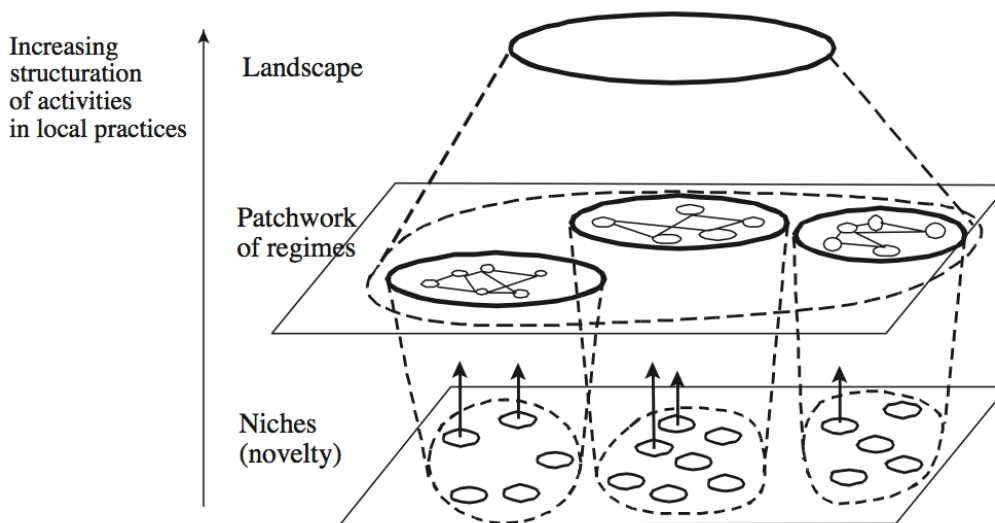 Increasing
structuration
of activities
in local practices
Landscape
Patchwork
of regimes
Niches
(novelty)